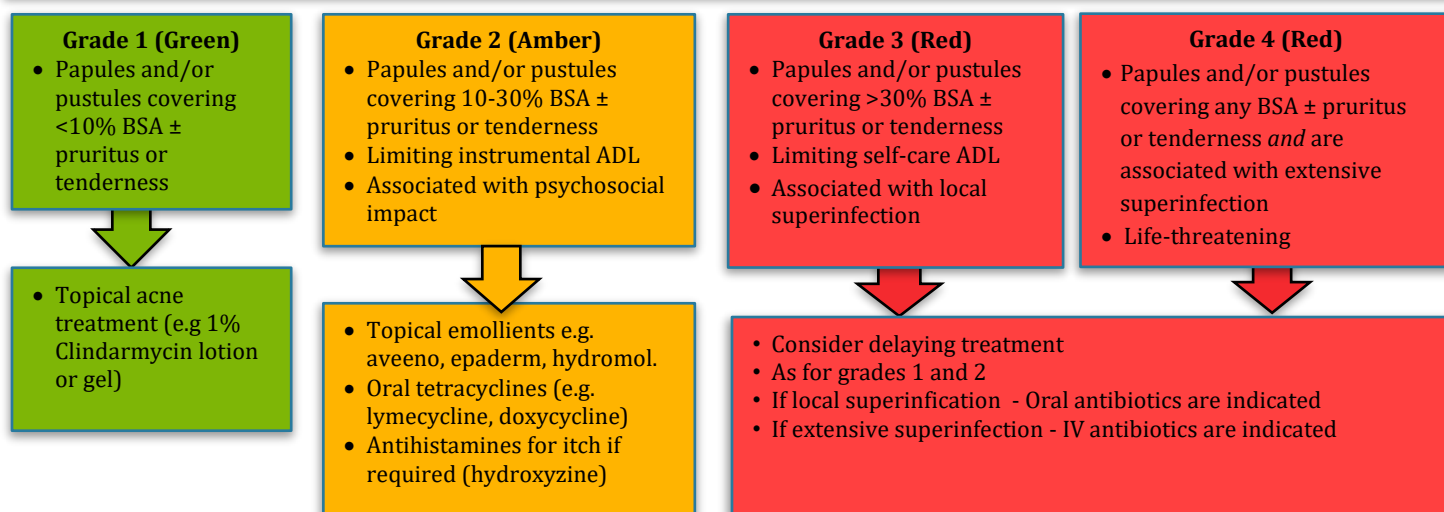 Grade 1 (Green)
• Papules and/or
pustules covering
<10% BSA ±
pruritus or
tenderness
Grade 2 (Amber)
• Papules and/or pustules
covering 10-30% BSA ±
pruritus or tenderness
• Limiting instrumental ADL
• Associated with psychosocial
impact
Grade 3 (Red)
• Papules and/or pustules
covering >30% BSA ±
pruritus or tenderness
• Limiting self-care ADL
• Associated with local
superinfection
Grade 4 (Red)
• Papules and/or pustules
covering any BSA ± pruritus
or tenderness and are
associated with extensive
superinfection
• Life-threatening
• Topical acne
treatment (e.g 1%
Clindarmycin lotion
or gel)
• Topical emollients e.g.
aveeno, epaderm, hydromol.
• Oral tetracyclines (e.g.
lymecycline, doxycycline)
• Antihistamines for itch if
required (hydroxyzine)
• Consider delaying treatment
• As for grades 1 and 2
• If local superinfication - Oral antibiotics are indicated
• If extensive superinfection - IV antibiotics are indicated